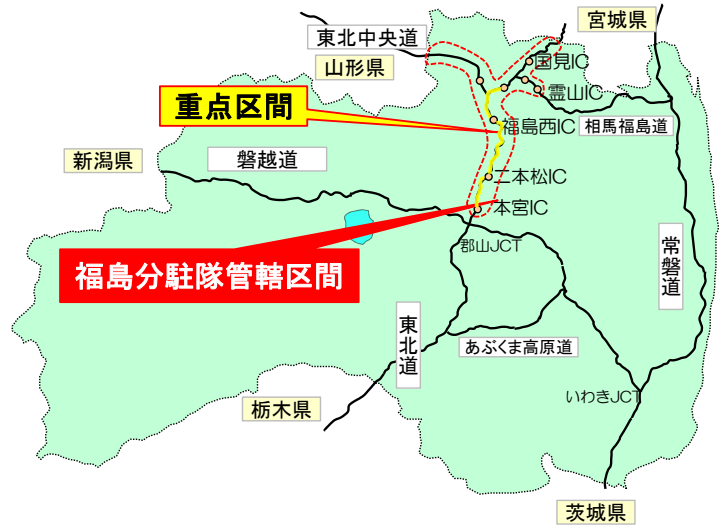 宮城県
東北中央道
山形県
国見IC
霊山IC
重点区間
福島西IC
相馬福島道
新潟県
磐越道
二本松IC
本宮IC
郡山JCT
常磐道
福島分駐隊管轄区間
東北道
あぶくま高原道
いわきJCT
栃木県
茨城県